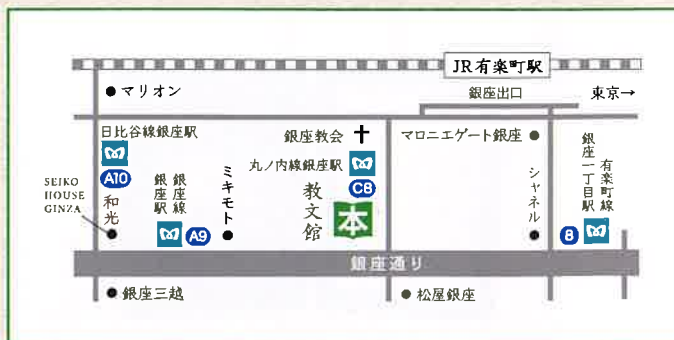 JR有楽町駅
銀座出口
東京→
マリオン
日比谷線銀座駅
A10
SEIKO
HOUSE
GINZA
和光
銀座線
銀座駅
A9
ミキモト
銀座教会
丸ノ内線銀座駅
C8
教文館
本
マロニエゲート銀座
シャネル
有楽町線
銀座一丁目駅
8
銀座通り
銀座三越
松屋銀座